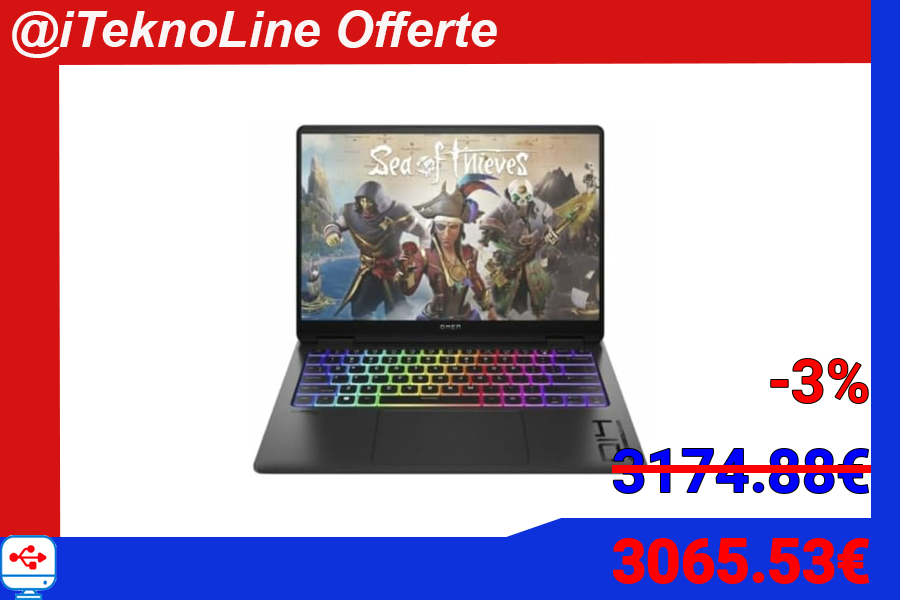 @iTeknoLine Offerte
Sea of Thieves
OMEN
-3%
3174.88€
3065.53€